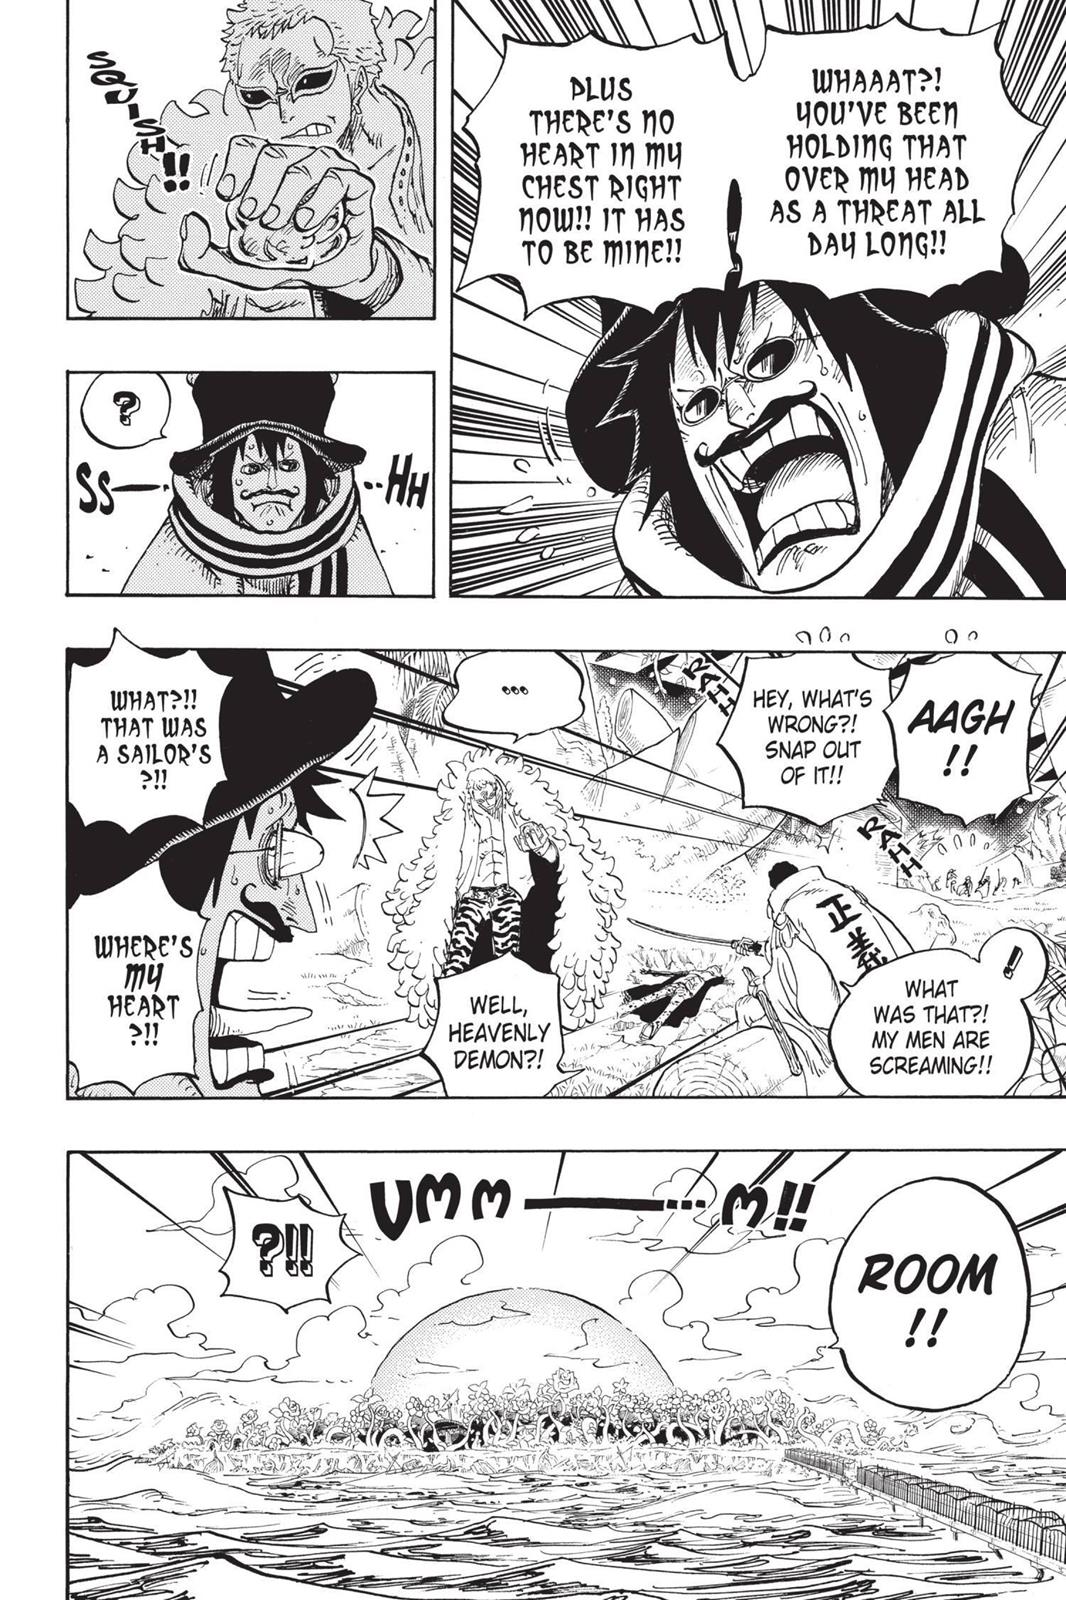 WHAAAT?!
YOU'VE BEEN
HOLDING THAT
OVER MY HEAD
AS A THREAT ALL
DAY LONG!!
PLUS
THERE'S NO
HEART IN MY
CHEST RIGHT
NOW!! IT HAS
TO BE MINE!!
SQUISH!!
?
SS—...HH
AAGH
!!
HEY, WHAT'S
WRONG?!
SNAP OUT
OF IT!!
RAHH
RAHH
!!
WHAT
WAS THAT?!
MY MEN ARE
SCREAMING!!
正義
...
WELL,
HEAVENLY
DEMON?!
WHAT?!!
THAT WAS
A SAILOR'S
?!!
WHERE'S
MY
HEART
?!!
ROOM
!!
UMM—...M!!
?!!